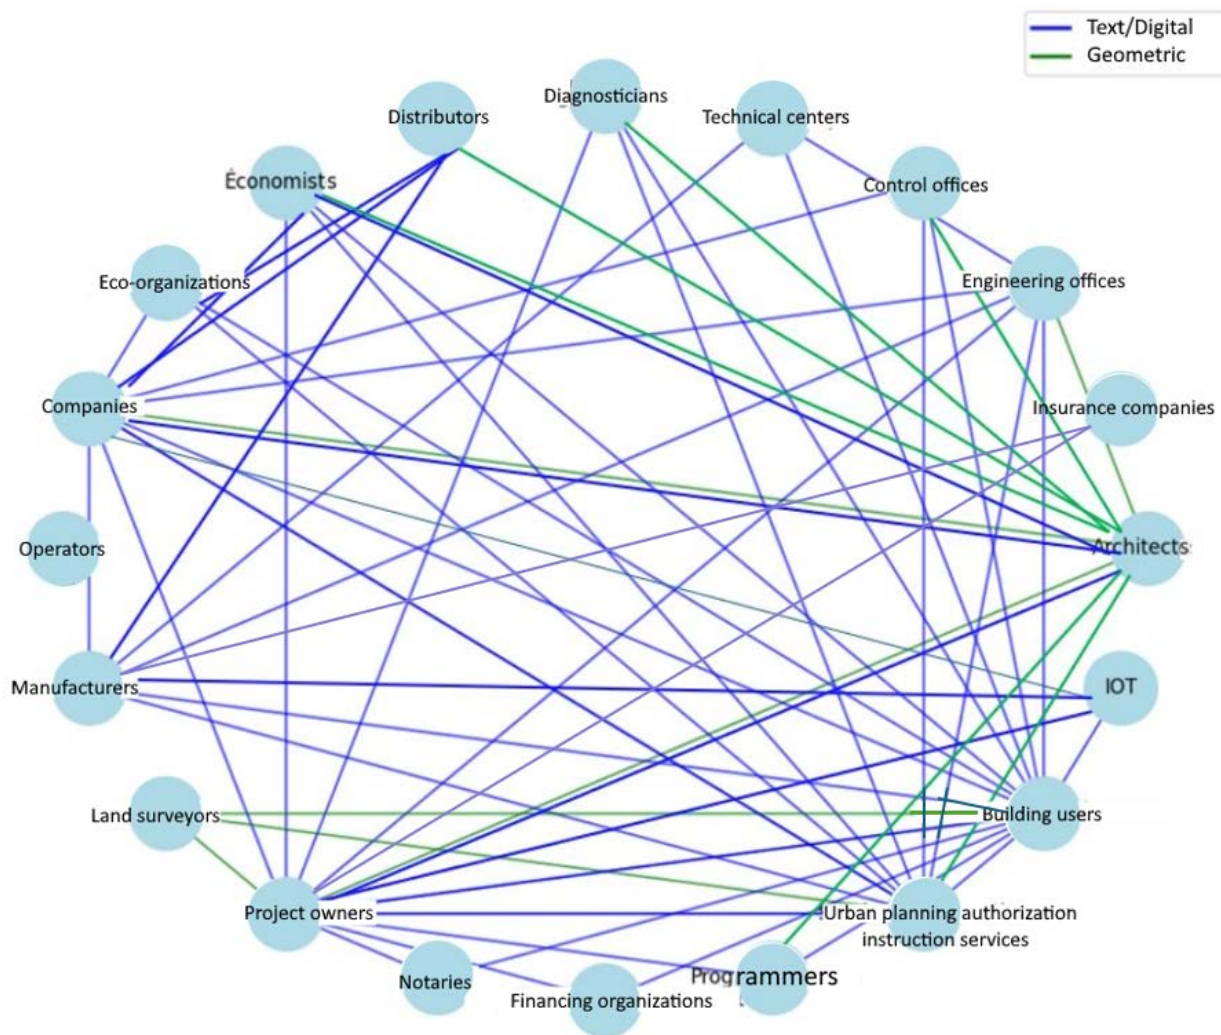 Text/Digital
Geometric
Diagnosticians
Distributors
Technical centers
Économists
Control offices
Eco-organizations
Engineering offices
Companies
Insurance companies
Operators
Architects
Manufacturers
IOT
Land surveyors
Building users
Project owners
Urban planning authorization
instruction services
Notaries
Programmers
Financing organizations